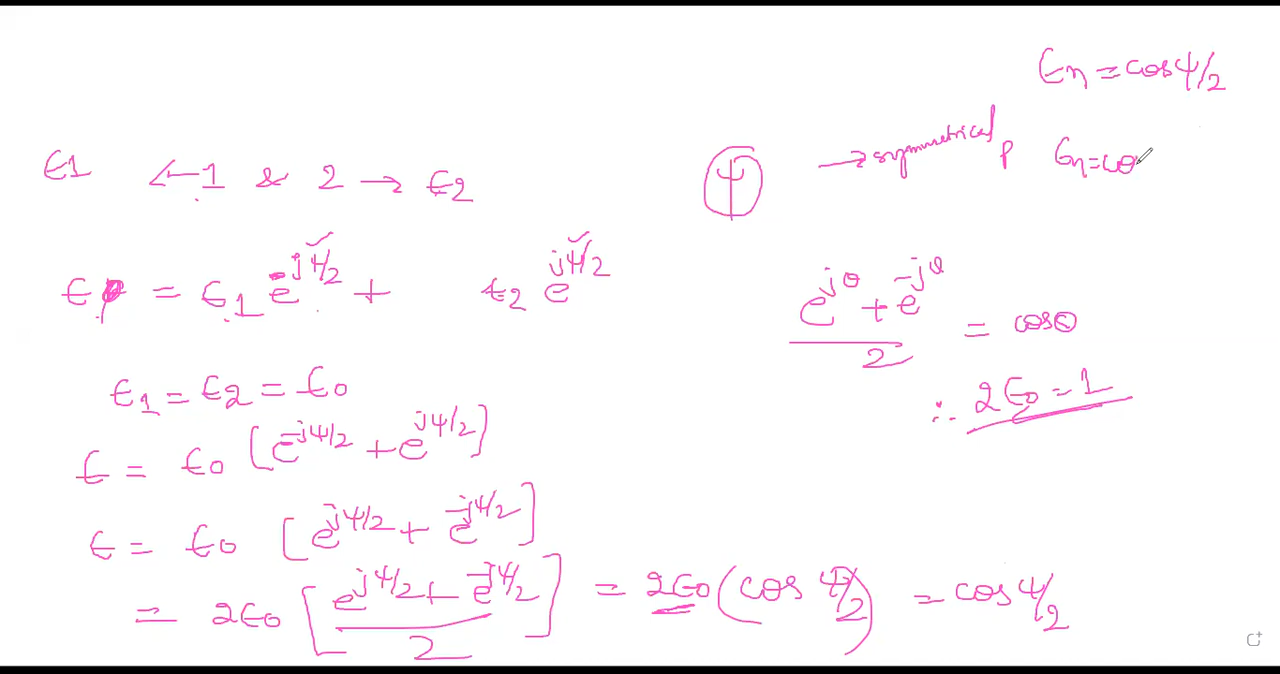 En = cos ψ/2
E1 ← 1 & 2 → E2
ψ → symmetrical
P En = cos
E = E1 e^-jψ/2 + E2 e^jψ/2
(e^jθ + e^-jθ)/2 = cosθ
E1 = E2 = E0
∴ 2E0 = 1
E = E0 [e^-jψ/2 + e^jψ/2]
E = E0 [e^jψ/2 + e^-jψ/2]
= 2E0 [(e^jψ/2 + e^-jψ/2)/2] = 2E0 (cos ψ/2) = cos ψ/2